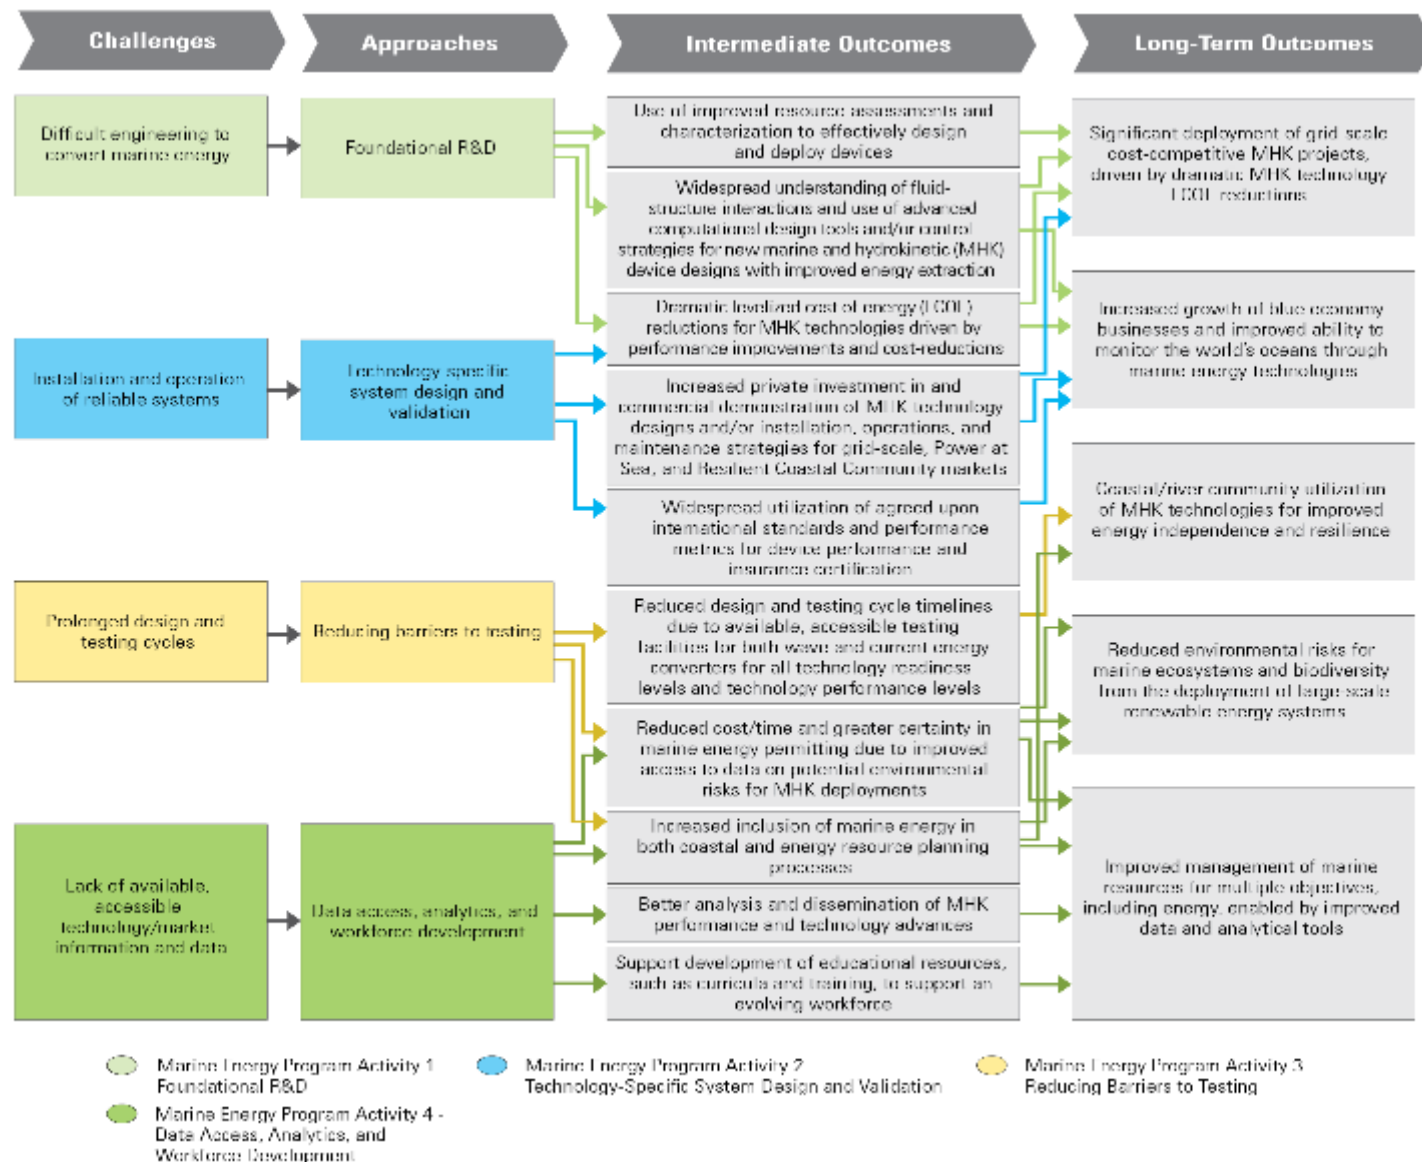 Challenges
Approaches
Intermediate Outcomes
Long-Term Outcomes
Difficult engineering to
convert marine energy
Foundational R&D
Use of improved resource assessments and
characterization to effectively design
and deploy devices
Widespread understanding of fluid-
structure interactions and use of advanced
computational design tools and/or control
strategies for new marine and hydrokinetic (MHK)
device designs with improved energy extraction
Dramatic levelized cost of energy (LCOE)
reductions for MHK technologies driven by
performance improvements and cost-reductions
Significant deployment of grid-scale
cost-competitive MHK projects,
driven by dramatic MHK technology
LCOE reductions
Increased growth of blue economy
businesses and improved ability to
monitor the world's oceans through
marine energy technologies
Installation and operation
of reliable systems
Technology specific
system design and
validation
Increased private investment in and
commercial demonstration of MHK technology
designs and/or installation, operations, and
maintenance strategies for grid-scale, Power at
Sea, and Resilient Coastal Community markets
Widespread utilization of agreed upon
international standards and performance
metrics for device performance and
insurance certification
Coastal/river community utilization
of MHK technologies for improved
energy independence and resilience
Prolonged design and
testing cycles
Reducing barriers to testing
Reduced design and testing cycle timelines
due to available, accessible testing
facilities for both wave and current energy
converters for all technology readiness
levels and technology performance levels
Reduced cost/time and greater certainty in
marine energy permitting due to improved
access to data on potential environmental
risks for MHK deployments
Reduced environmental risks for
marine ecosystems and biodiversity
from the deployment of large-scale
renewable energy systems
Lack of available,
accessible
technology/market
information and data
Data access, analytics, and
workforce development
Increased inclusion of marine energy in
both coastal and energy resource planning
processes
Better analysis and dissemination of MHK
performance and technology advances
Support development of educational resources,
such as curricula and training, to support an
evolving workforce
Improved management of marine
resources for multiple objectives,
including energy, enabled by improved
data and analytical tools
Marine Energy Program Activity 1
Foundational R&D
Marine Energy Program Activity 2
Technology-Specific System Design and Validation
Marine Energy Program Activity 3
Reducing Barriers to Testing
Marine Energy Program Activity 4 -
Data Access, Analytics, and
Workforce Development